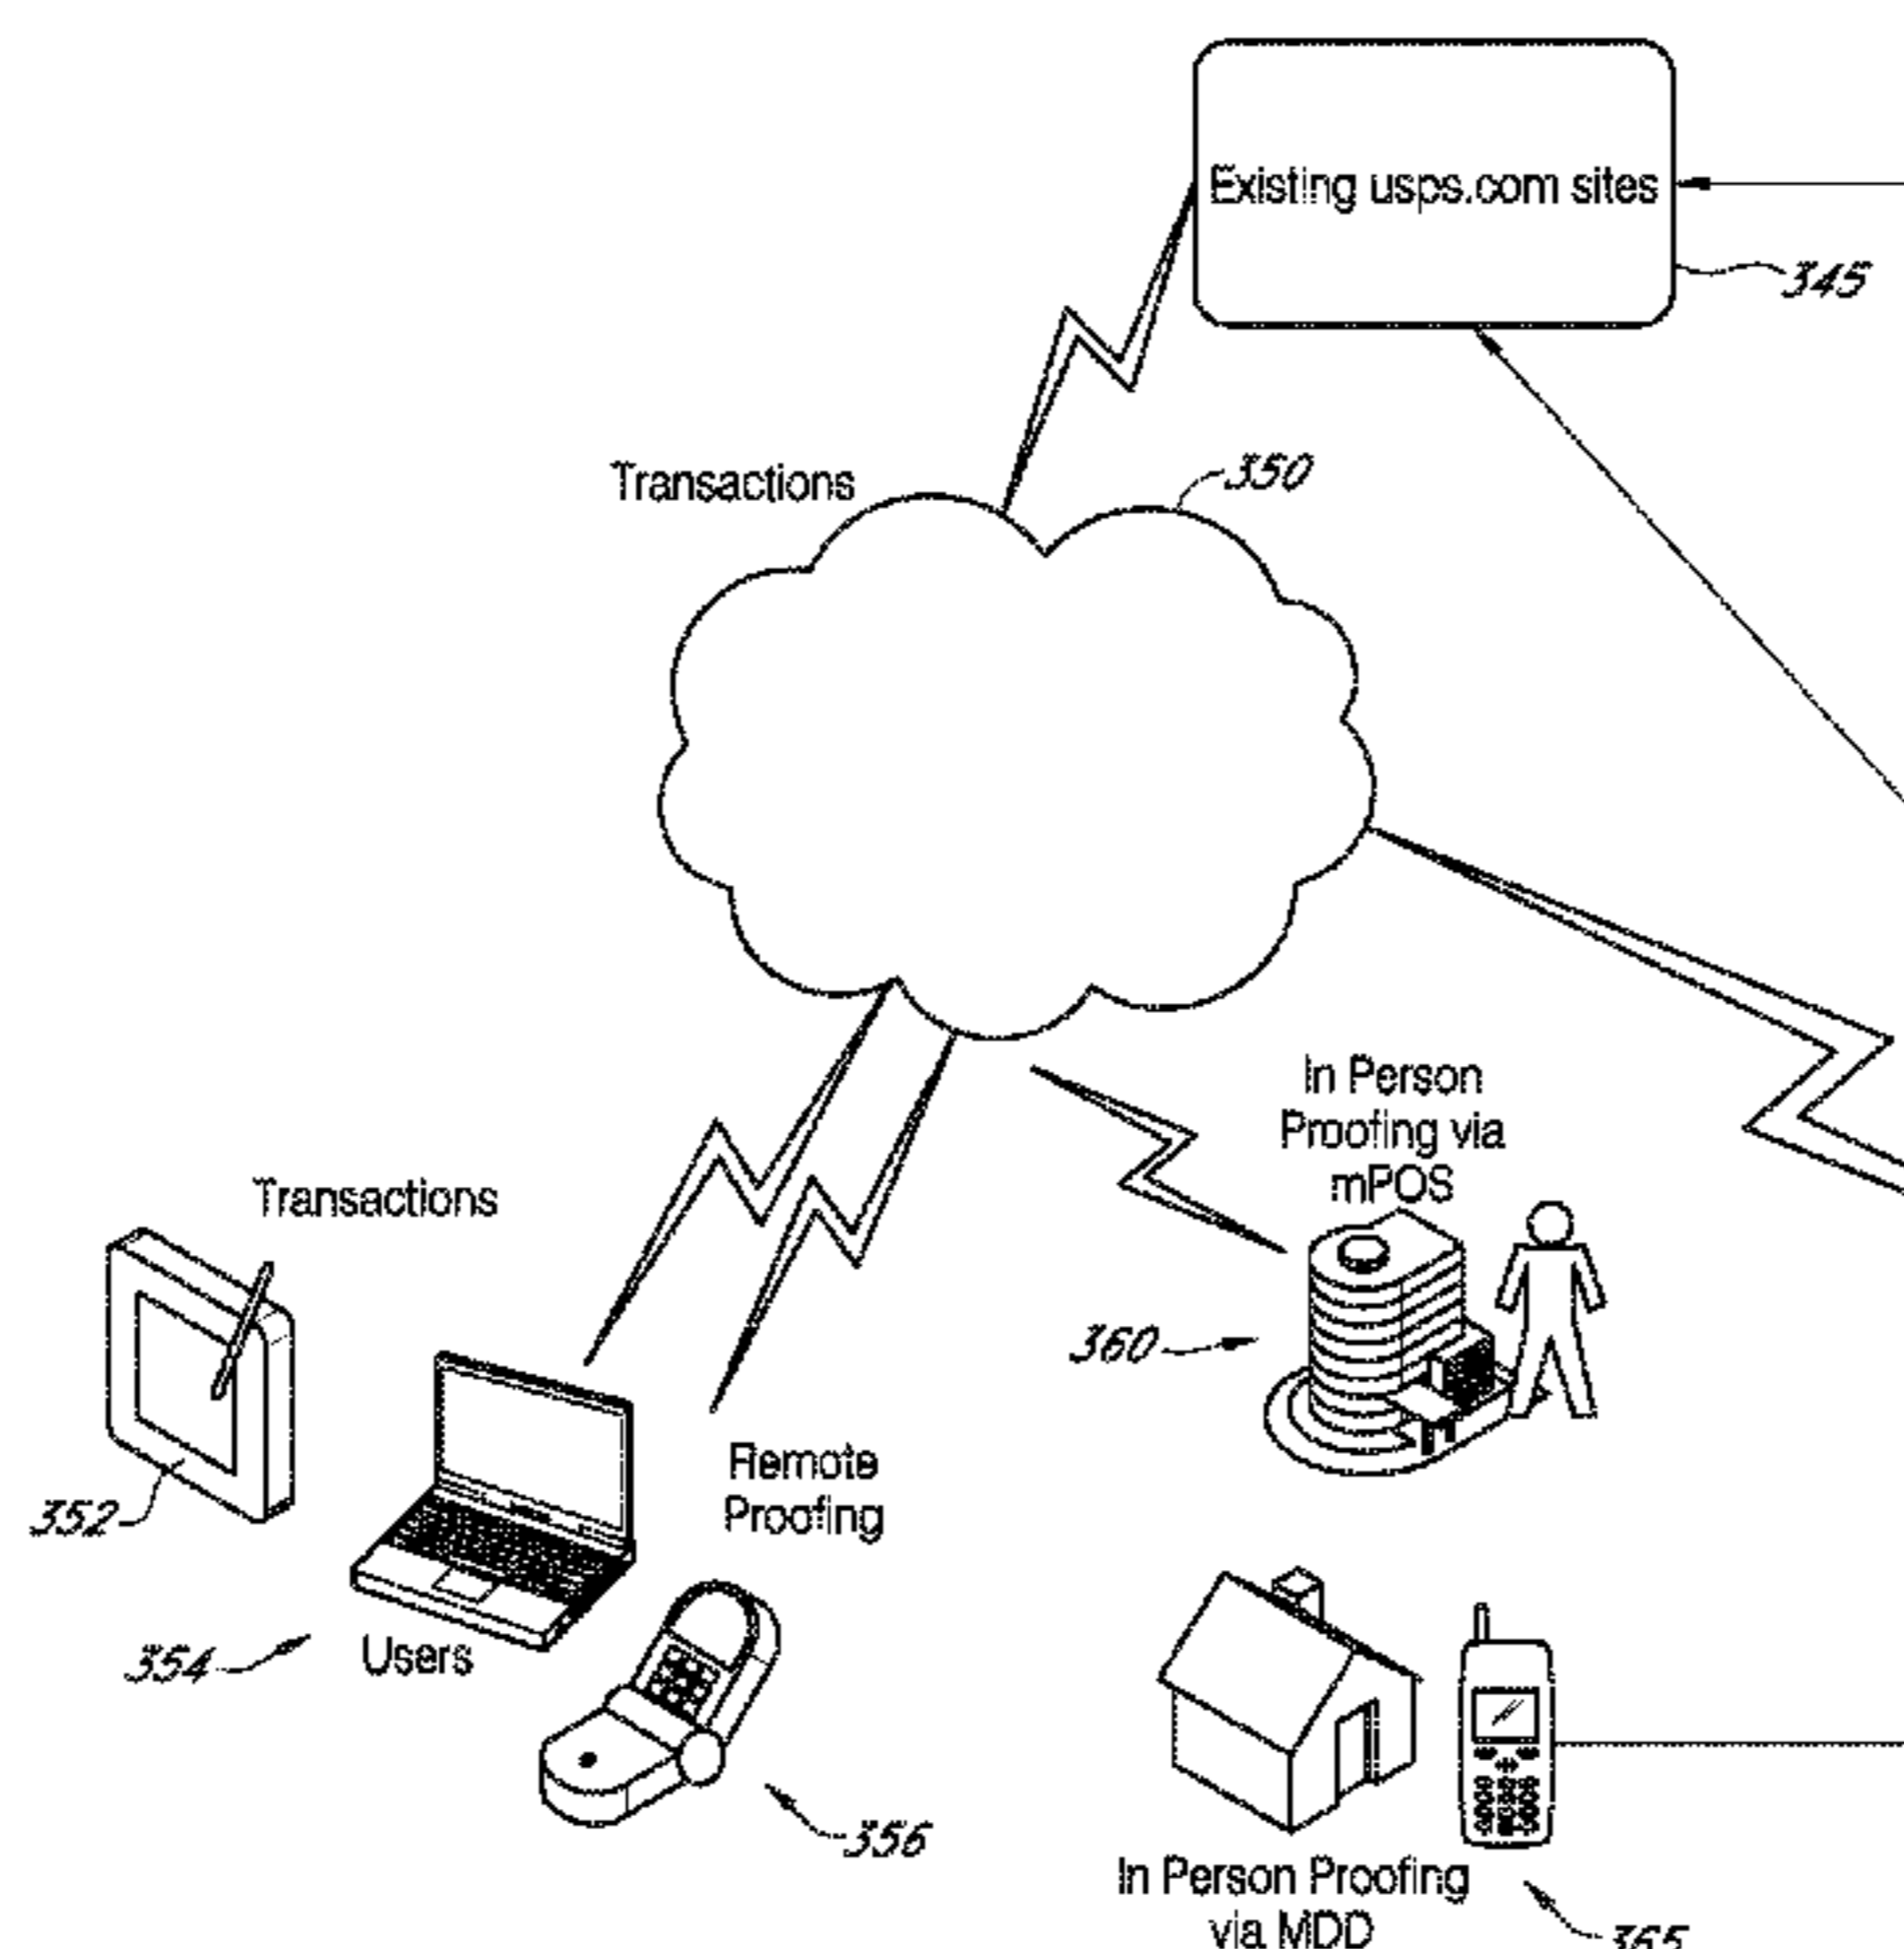 Existing usps.com sites
345
Transactions
350
In Person
Proofing via
mPOS
Transactions
360
352
Remote
Proofing
354
Users
356
In Person Proofing
via MDD
365